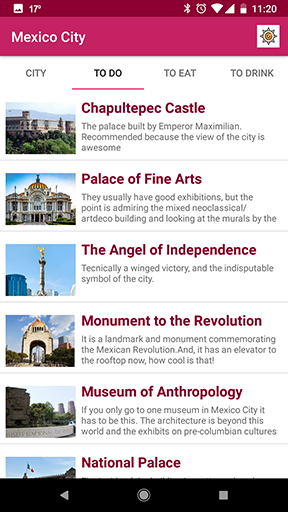 17°
11:20
Mexico City
CITY
TO DO
TO EAT
TO DRINK
Chapultepec Castle
The palace built by Emperor Maximilian.
Recommended because the view of the city is
awesome
Palace of Fine Arts
They usually have good exhibitions, but the
point is admiring the mixed neoclassical/
artdeco building and looking at the murals by the
The Angel of Independence
Tecnically a winged victory, and the indisputable
symbol of the city.
Monument to the Revolution
It is a landmark and monument commemorating
the Mexican Revolution.And, it has an elevator to
the rooftop now, how cool is that!
Museum of Anthropology
If you only go to one museum in Mexico City it
has to be this. The architecture is beyond this
world and the exhibits on pre-columbian cultures
National Palace